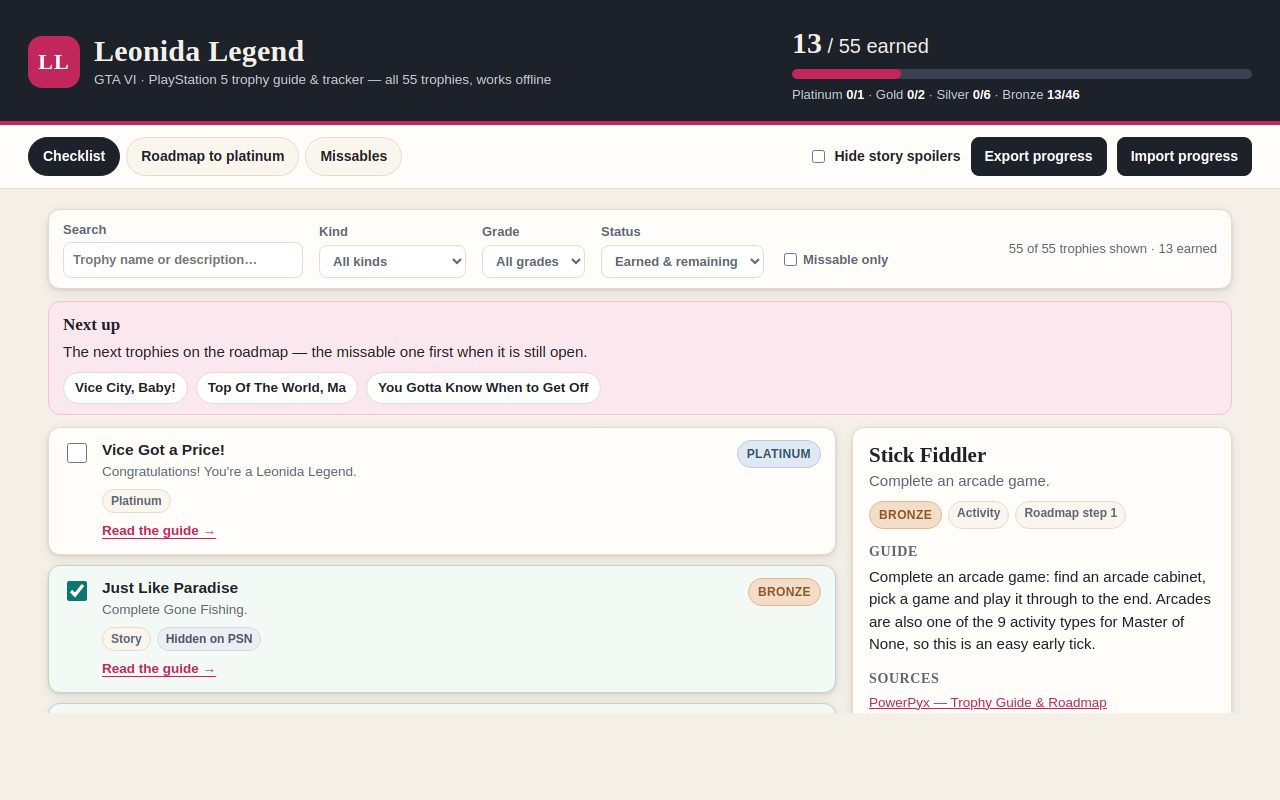 LL
Leonida Legend
GTA VI · PlayStation 5 trophy guide & tracker — all 55 trophies, works offline
13 / 55 earned
Platinum 0/1 · Gold 0/2 · Silver 0/6 · Bronze 13/46
Checklist
Roadmap to platinum
Missables
Hide story spoilers
Export progress
Import progress
Search
Trophy name or description…
Kind
All kinds
Grade
All grades
Status
Earned & remaining
Missable only
55 of 55 trophies shown · 13 earned
Next up
The next trophies on the roadmap — the missable one first when it is still open.
Vice City, Baby!
Top Of The World, Ma
You Gotta Know When to Get Off
Vice Got a Price!
PLATINUM
Congratulations! You're a Leonida Legend.
Platinum
Read the guide →
Just Like Paradise
BRONZE
Complete Gone Fishing.
Story
Hidden on PSN
Read the guide →
Stick Fiddler
Complete an arcade game.
BRONZE
Activity
Roadmap step 1
GUIDE
Complete an arcade game: find an arcade cabinet,
pick a game and play it through to the end. Arcades
are also one of the 9 activity types for Master of
None, so this is an easy early tick.
SOURCES
PowerPyx — Trophy Guide & Roadmap